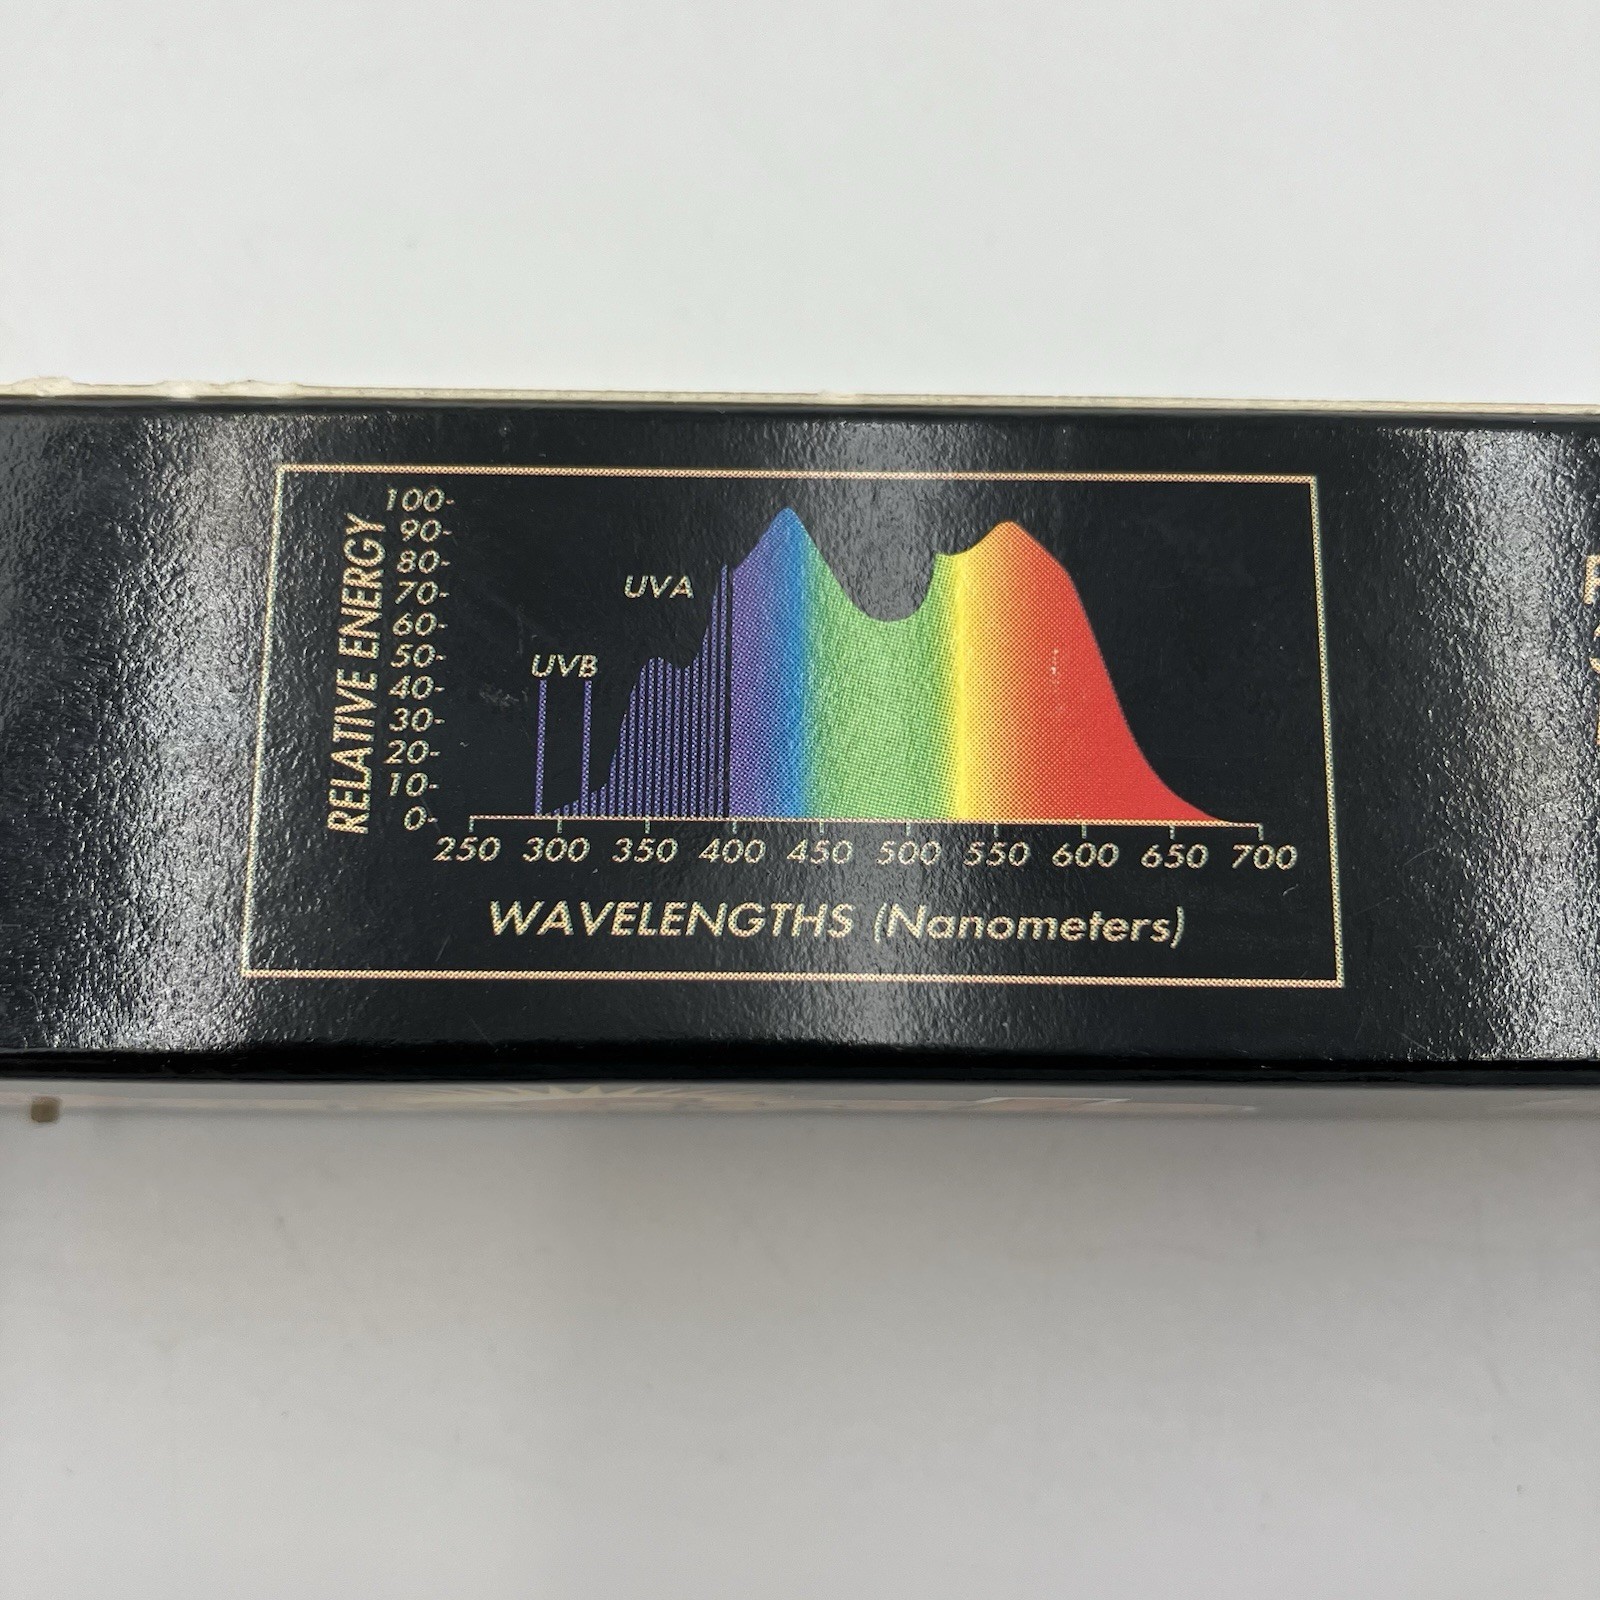 RELATIVE ENERGY
100-
90-
80-
70-
60-
50-
40-
30-
20-
10-
0-
UVA
UVB
250 300 350 400 450 500 550 600 650 700
WAVELENGTHS (Nanometers)